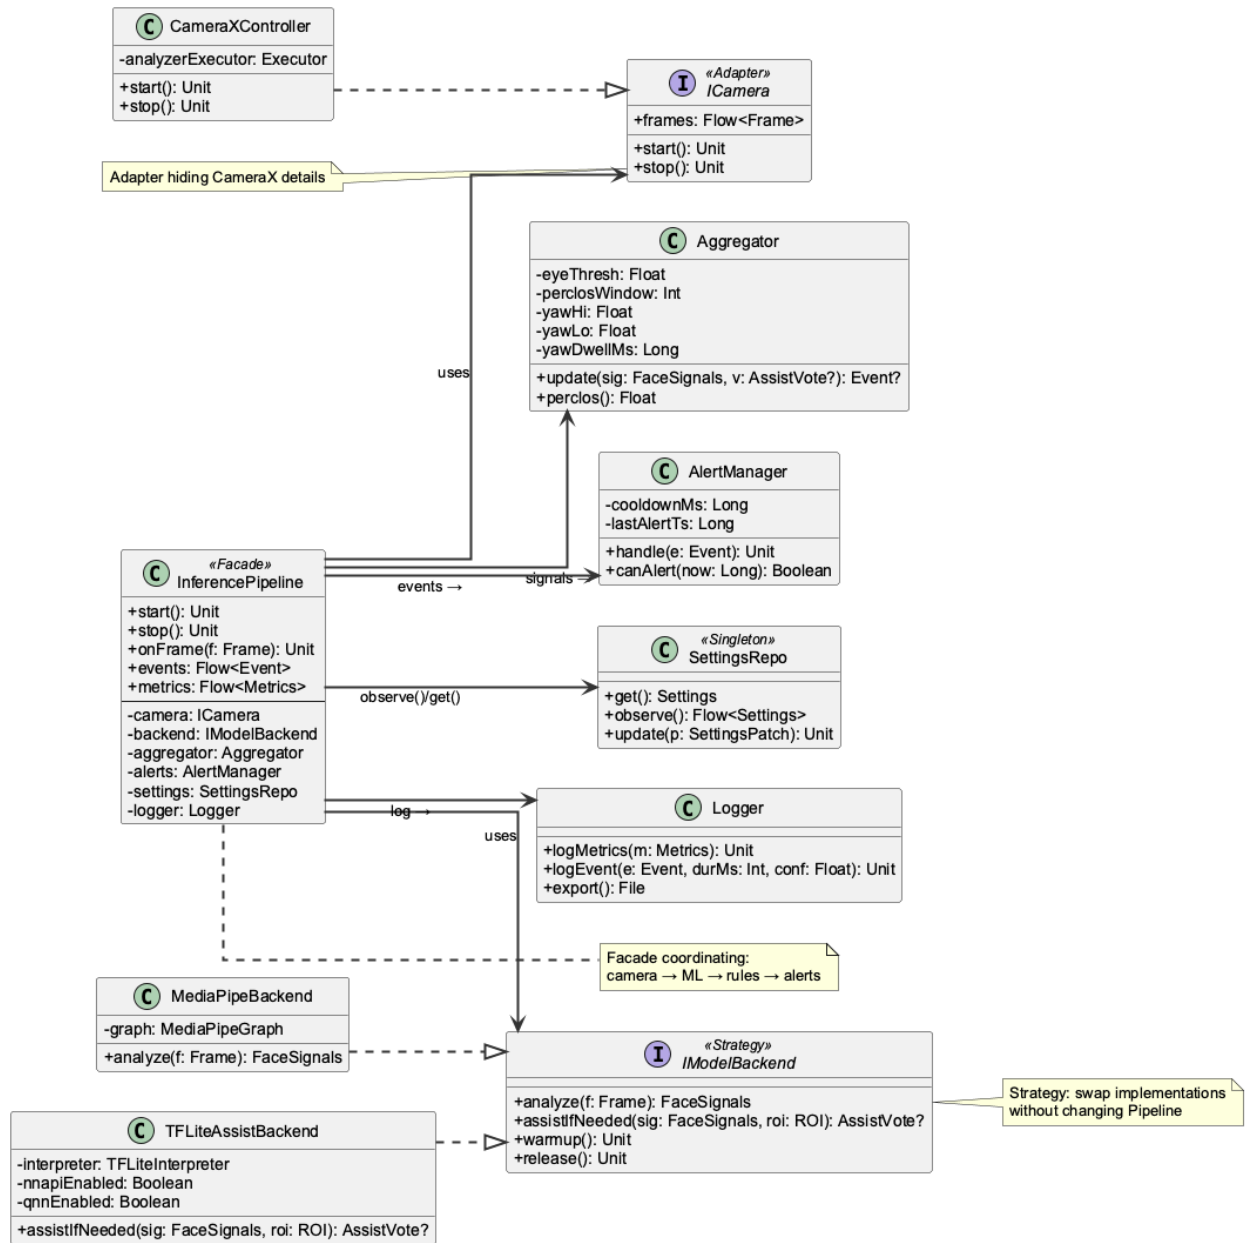 C CameraXController
-analyzerExecutor: Executor
+start(): Unit
+stop(): Unit
I «Adapter»
ICamera
+frames: Flow<Frame>
+start(): Unit
+stop(): Unit
Adapter hiding CameraX details
C Aggregator
-eyeThresh: Float
-perclosWindow: Int
-yawHi: Float
-yawLo: Float
-yawDwellMs: Long
+update(sig: FaceSignals, v: AssistVote?): Event?
+perclos(): Float
uses
C AlertManager
-cooldownMs: Long
-lastAlertTs: Long
+handle(e: Event): Unit
+canAlert(now: Long): Boolean
signals →
events →
C «Facade»
InferencePipeline
+start(): Unit
+stop(): Unit
+onFrame(f: Frame): Unit
+events: Flow<Event>
+metrics: Flow<Metrics>
-camera: ICamera
-backend: IModelBackend
-aggregator: Aggregator
-alerts: AlertManager
-settings: SettingsRepo
-logger: Logger
C «Singleton»
SettingsRepo
+get(): Settings
+observe(): Flow<Settings>
+update(p: SettingsPatch): Unit
observe()/get()
C Logger
+logMetrics(m: Metrics): Unit
+logEvent(e: Event, durMs: Int, conf: Float): Unit
+export(): File
log →
uses
Facade coordinating:
camera → ML → rules → alerts
C MediaPipeBackend
-graph: MediaPipeGraph
+analyze(f: Frame): FaceSignals
I «Strategy»
IModelBackend
+analyze(f: Frame): FaceSignals
+assistIfNeeded(sig: FaceSignals, roi: ROI): AssistVote?
+warmup(): Unit
+release(): Unit
Strategy: swap implementations
without changing Pipeline
C TFLiteAssistBackend
-interpreter: TFLiteInterpreter
-nnapiEnabled: Boolean
-qnnEnabled: Boolean
+assistIfNeeded(sig: FaceSignals, roi: ROI): AssistVote?